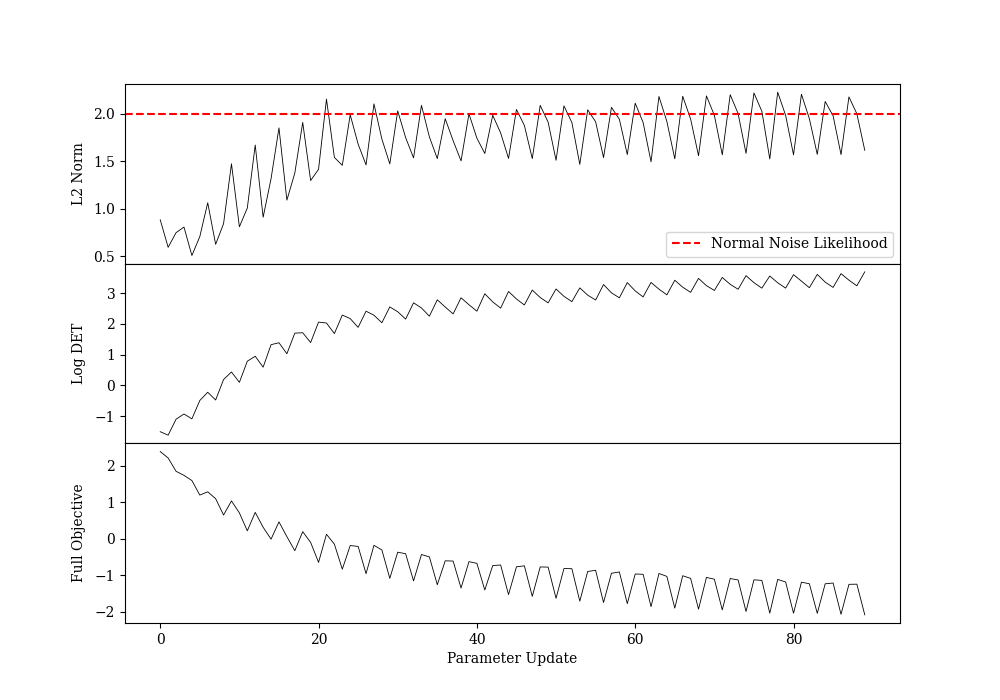 L2 Norm
2.0
1.5
1.0
0.5
Normal Noise Likelihood
Log DET
3
2
1
0
−1
Full Objective
2
1
0
−1
−2
0 20 40 60 80
Parameter Update